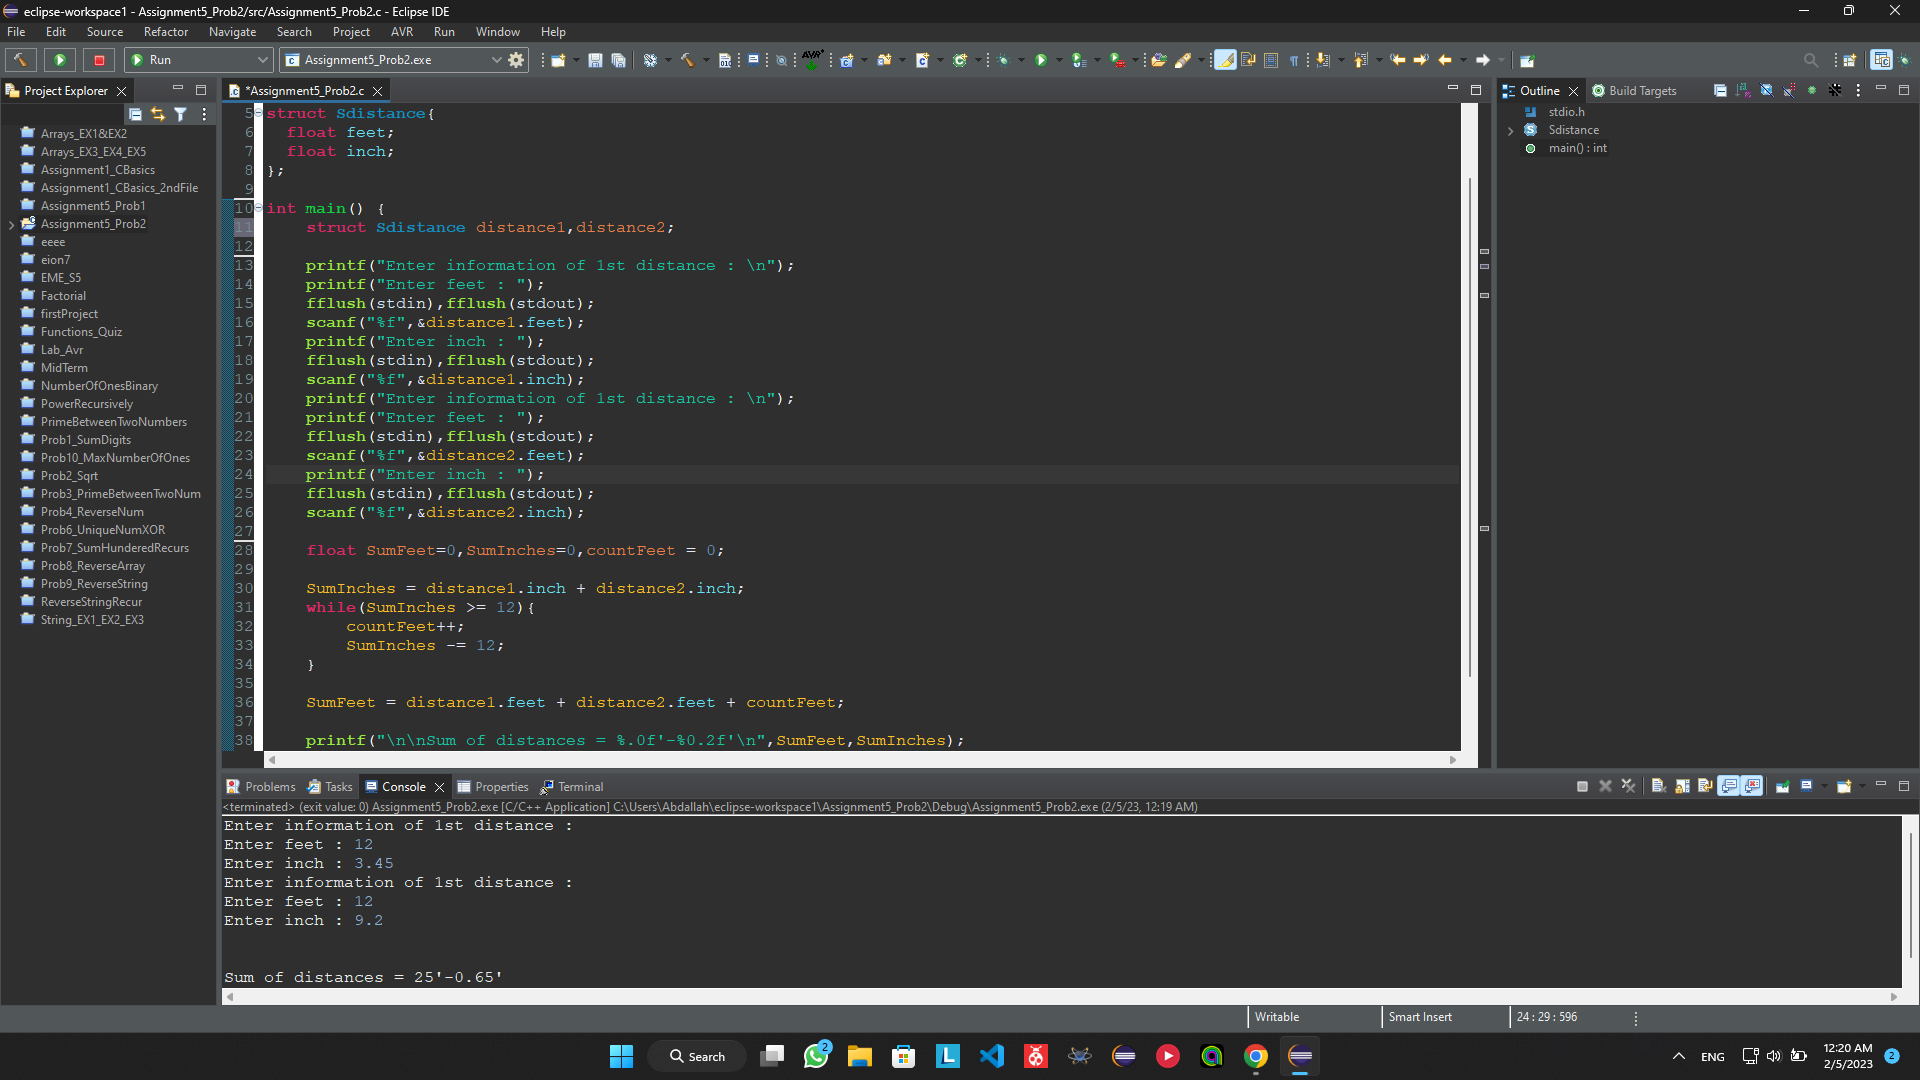 eclipse-workspace1 - Assignment5_Prob2/src/Assignment5_Prob2.c - Eclipse IDE
File Edit Source Refactor Navigate Search Project AVR Run Window Help
Run Assignment5_Prob2.exe
Project Explorer
Arrays_EX1&EX2
Arrays_EX3_EX4_EX5
Assignment1_CBasics
Assignment1_CBasics_2ndFile
Assignment5_Prob1
Assignment5_Prob2
eeee
eion7
EME_S5
Factorial
firstProject
Functions_Quiz
Lab_Avr
MidTerm
NumberOfOnesBinary
PowerRecursively
PrimeBetweenTwoNumbers
Prob1_SumDigits
Prob10_MaxNumberOfOnes
Prob2_Sqrt
Prob3_PrimeBetweenTwoNum
Prob4_ReverseNum
Prob6_UniqueNumXOR
Prob7_SumHunderedRecurs
Prob8_ReverseArray
Prob9_ReverseString
ReverseStringRecur
String_EX1_EX2_EX3
*Assignment5_Prob2.c
5 struct Sdistance{
6 float feet;
7 float inch;
8 };
9
10 int main() {
11 struct Sdistance distance1,distance2;
12
13 printf("Enter information of 1st distance : \n");
14 printf("Enter feet : ");
15 fflush(stdin),fflush(stdout);
16 scanf("%f",&distance1.feet);
17 printf("Enter inch : ");
18 fflush(stdin),fflush(stdout);
19 scanf("%f",&distance1.inch);
20 printf("Enter information of 1st distance : \n");
21 printf("Enter feet : ");
22 fflush(stdin),fflush(stdout);
23 scanf("%f",&distance2.feet);
24 printf("Enter inch : ");
25 fflush(stdin),fflush(stdout);
26 scanf("%f",&distance2.inch);
27
28 float SumFeet=0,SumInches=0,countFeet = 0;
29
30 SumInches = distance1.inch + distance2.inch;
31 while(SumInches >= 12){
32 countFeet++;
33 SumInches -= 12;
34 }
35
36 SumFeet = distance1.feet + distance2.feet + countFeet;
37
38 printf("\n\nSum of distances = %.0f'-%0.2f'\n",SumFeet,SumInches);
Outline Build Targets
stdio.h
Sdistance
main() : int
Problems Tasks Console Properties Terminal
<terminated> (exit value: 0) Assignment5_Prob2.exe [C/C++ Application] C:\Users\Abdallah\eclipse-workspace1\Assignment5_Prob2\Debug\Assignment5_Prob2.exe (2/5/23, 12:19 AM)
Enter information of 1st distance :
Enter feet : 12
Enter inch : 3.45
Enter information of 1st distance :
Enter feet : 12
Enter inch : 9.2
Sum of distances = 25'-0.65'
Writable Smart Insert 24 : 29 : 596
Search
2
L
ENG
12:20 AM
2/5/2023
2